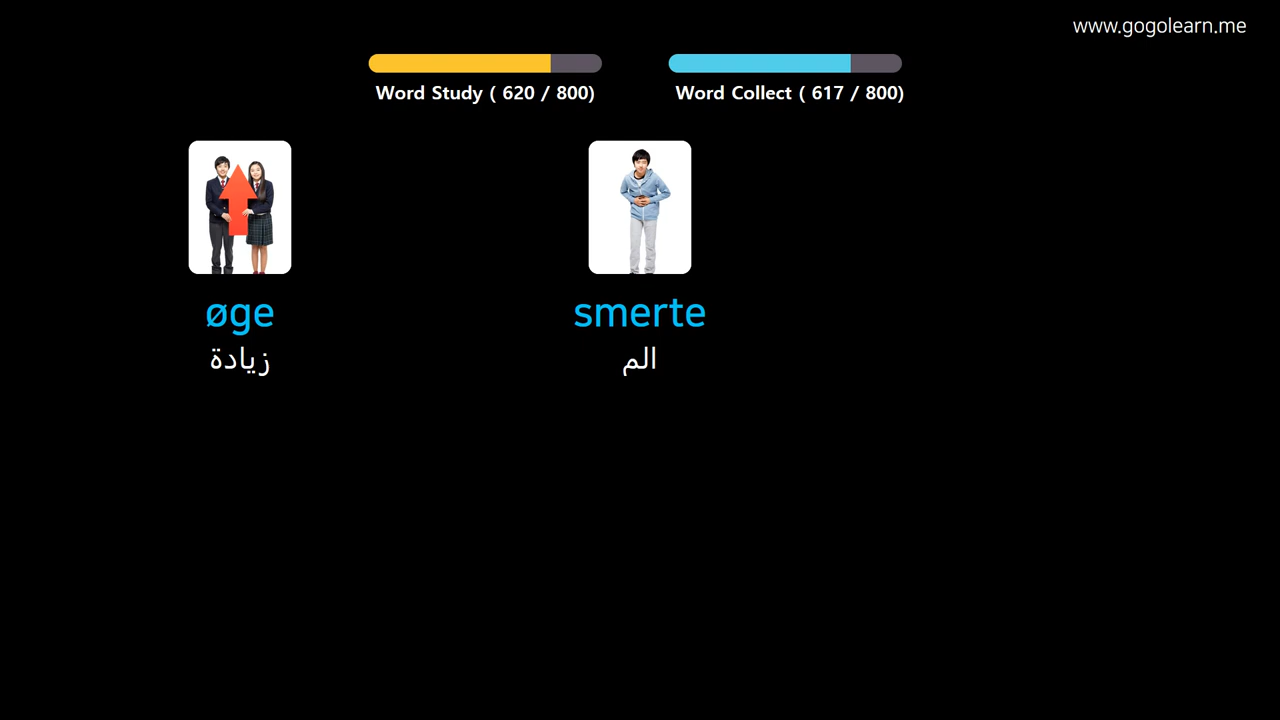 www.gogolearn.me
Word Study ( 620 / 800)
Word Collect ( 617 / 800)
øge
زيادة
smerte
الم